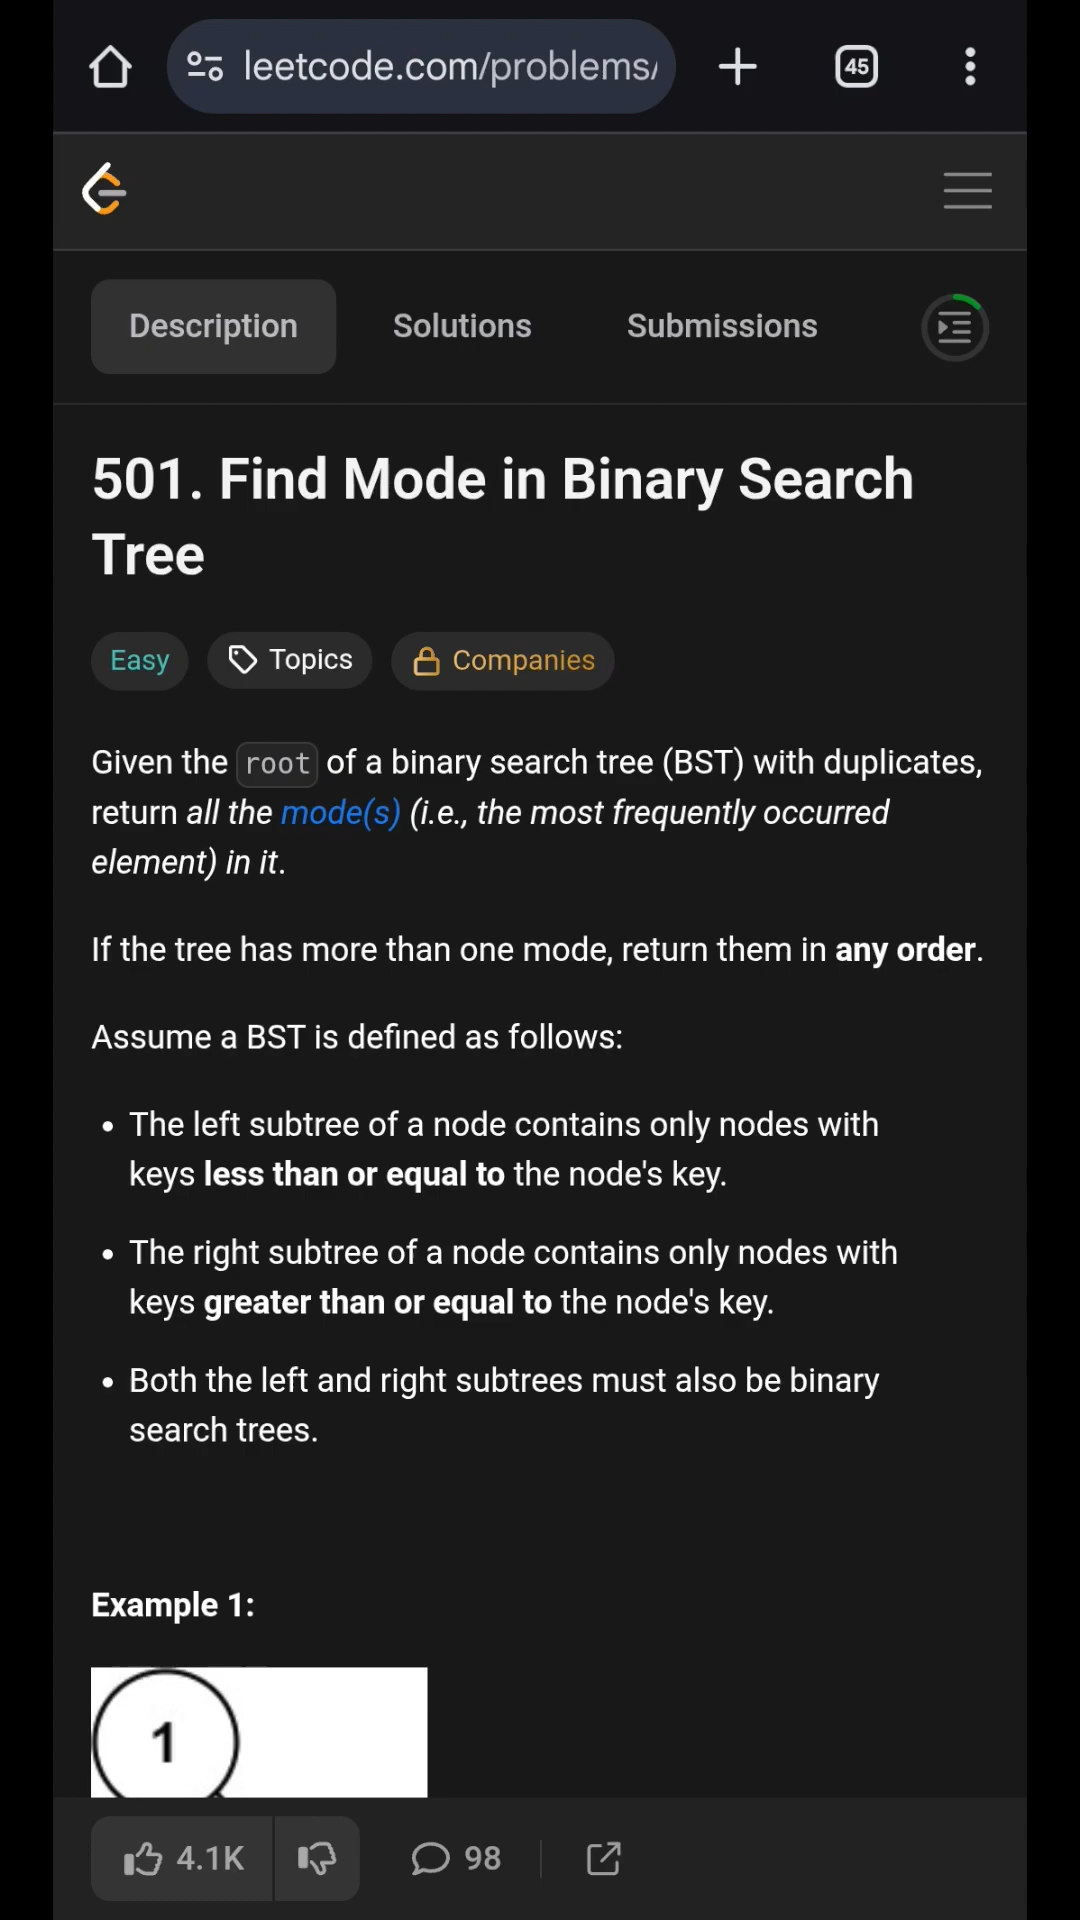 leetcode.com/problems/
45
Description
Solutions
Submissions
501. Find Mode in Binary Search
Tree
Easy
Topics
Companies
Given the root of a binary search tree (BST) with duplicates,
return all the mode(s) (i.e., the most frequently occurred
element) in it.
If the tree has more than one mode, return them in any order.
Assume a BST is defined as follows:
• The left subtree of a node contains only nodes with
keys less than or equal to the node's key.
• The right subtree of a node contains only nodes with
keys greater than or equal to the node's key.
• Both the left and right subtrees must also be binary
search trees.
Example 1:
1
4.1K
98